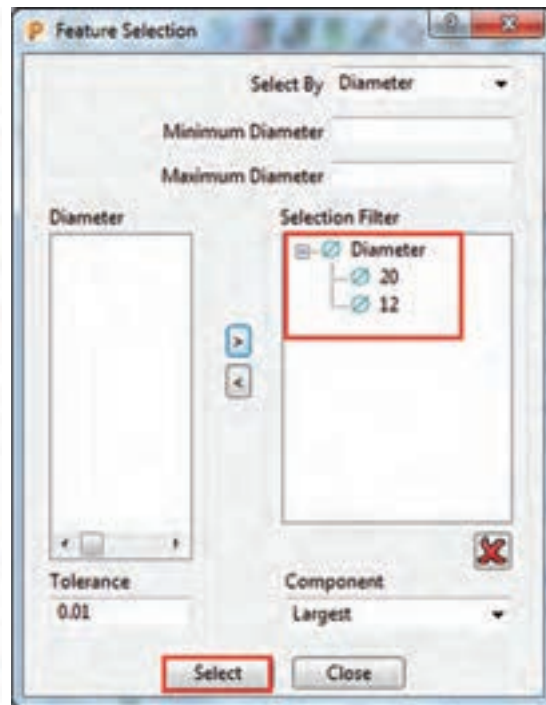 Feature Selection
Select By Diameter
Minimum Diameter
Maximum Diameter
Diameter
Selection Filter
Diameter
20
12
>
<
Tolerance
Component
0.01
Largest
Select
Close